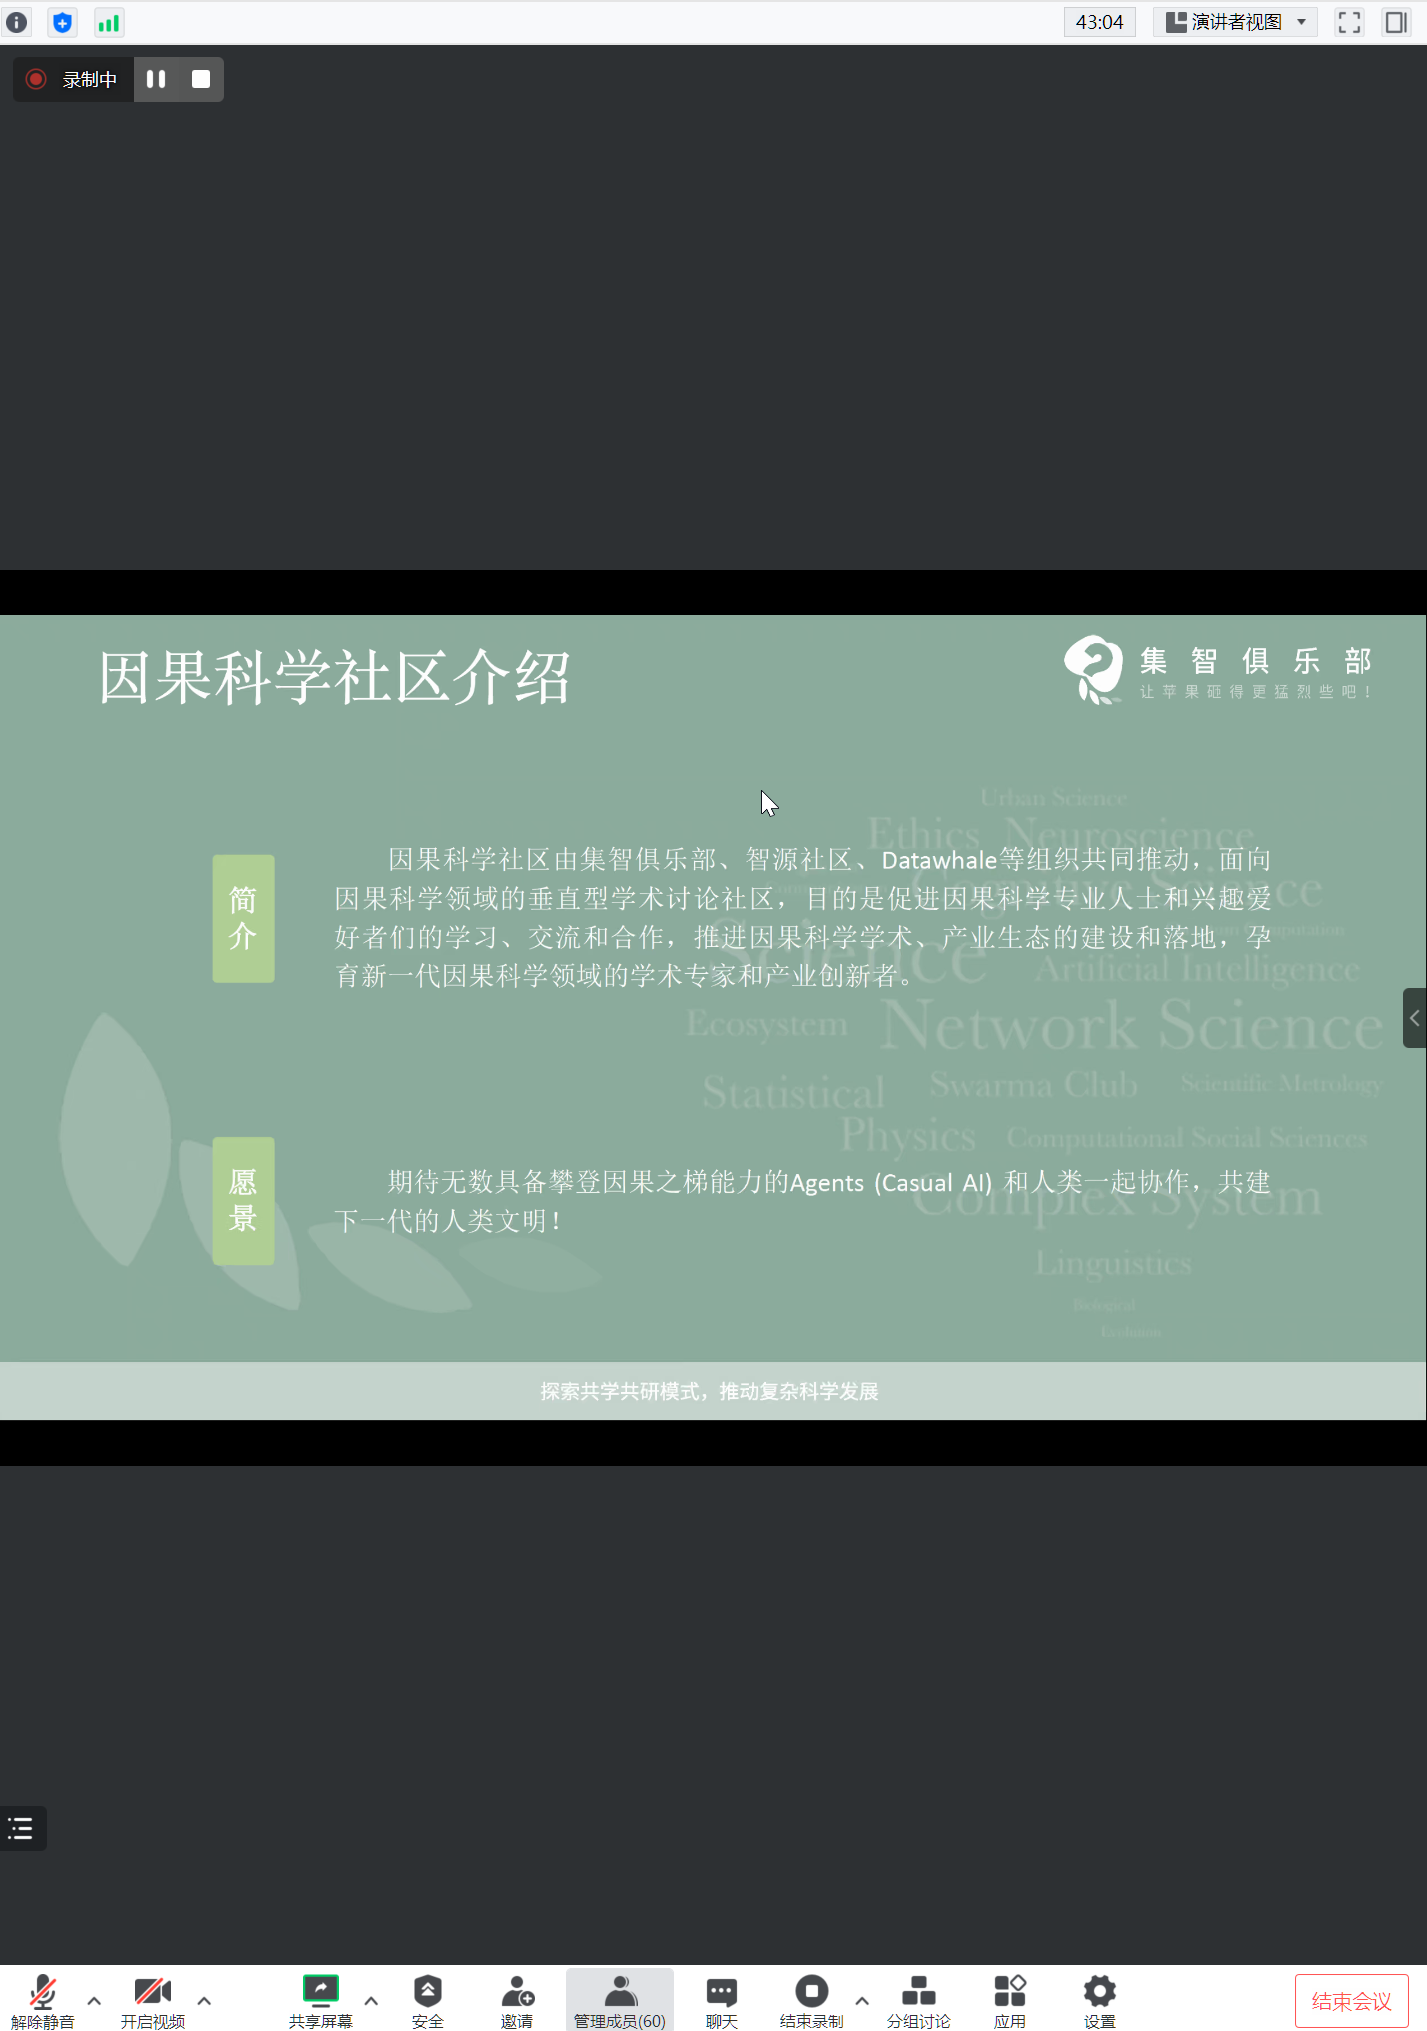 43:04
演讲者视图
录制中
因果科学社区介绍
集智俱乐部
让苹果砸得更猛烈些吧!
Urban Science
Ethics Neuroscience
简介
因果科学社区由集智俱乐部、智源社区、Datawhale等组织共同推动，面向
因果科学领域的垂直型学术讨论社区，目的是促进因果科学专业人士和兴趣爱
好者们的学习、交流和合作，推进因果科学学术、产业生态的建设和落地，孕
育新一代因果科学领域的学术专家和产业创新者。
Cognitive Science
Science
Artificial Intelligence
Ecosystem
Network Science
Statistical
Physics
Swarma Club
Scientific Metrology
Computational Social Sciences
愿景
期待无数具备攀登因果之梯能力的Agents (Casual AI) 和人类一起协作，共建
下一代的人类文明！
Complex System
Linguistics
Biological
Evolution
探索共学共研模式，推动复杂科学发展
解除静音
开启视频
共享屏幕
安全
邀请
管理成员(60)
聊天
结束录制
分组讨论
应用
设置
结束会议